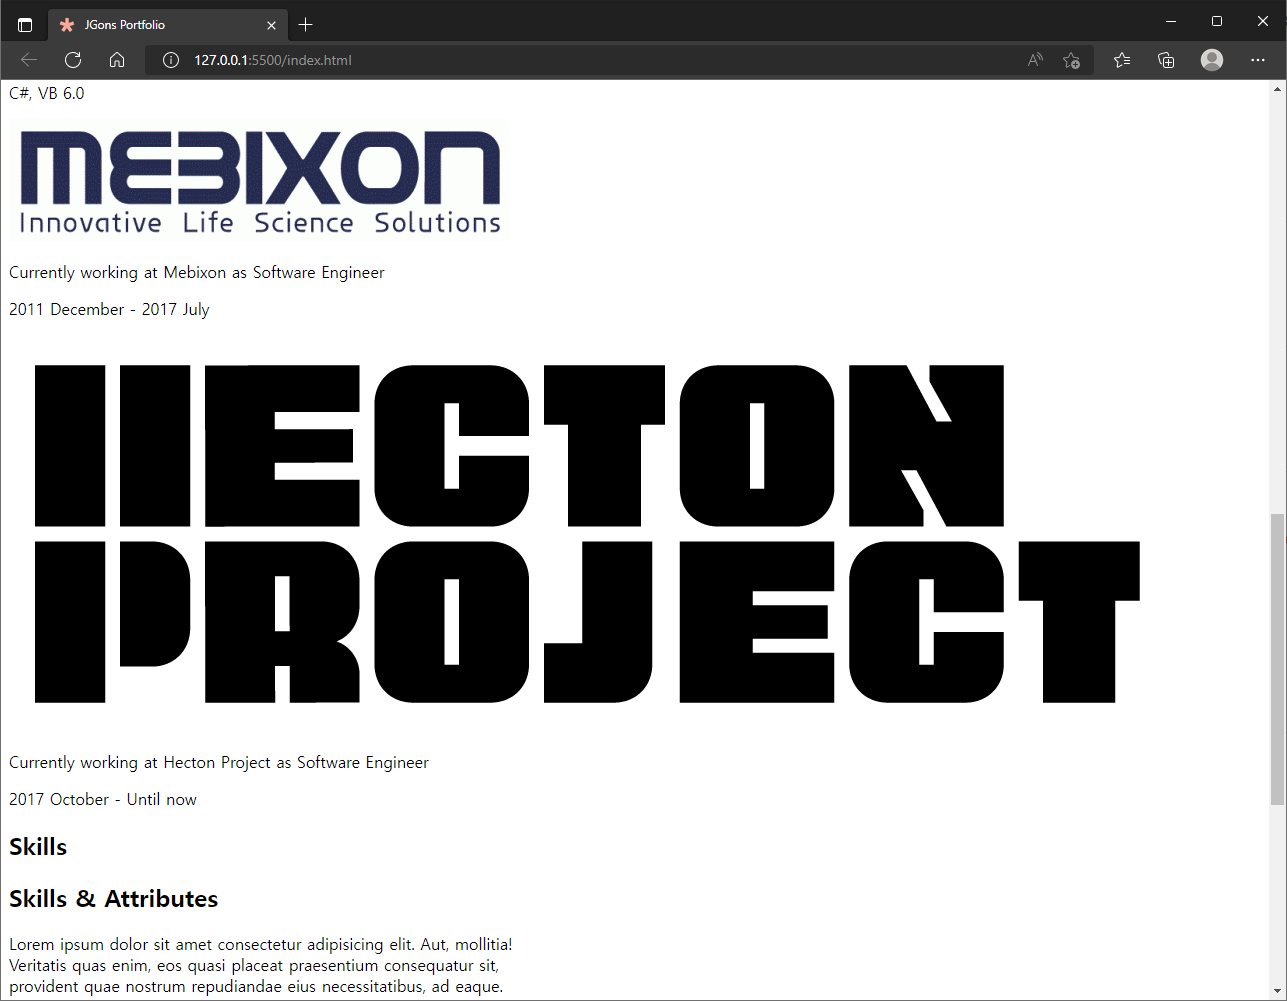 JGons Portfolio
127.0.0.1:5500/index.html
C#, VB 6.0
MEBIXON
Innovative Life Science Solutions
Currently working at Mebixon as Software Engineer
2011 December - 2017 July
HECTON
PROJECT
Currently working at Hecton Project as Software Engineer
2017 October - Until now
Skills
Skills & Attributes
Lorem ipsum dolor sit amet consectetur adipisicing elit. Aut, mollitia!
Veritatis quas enim, eos quasi placeat praesentium consequatur sit,
provident quae nostrum repudiandae eius necessitatibus, ad eaque.